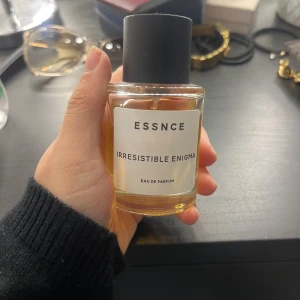 ESSNCE
IRRESISTIBLE ENIGMA
EAU DE PARFUM